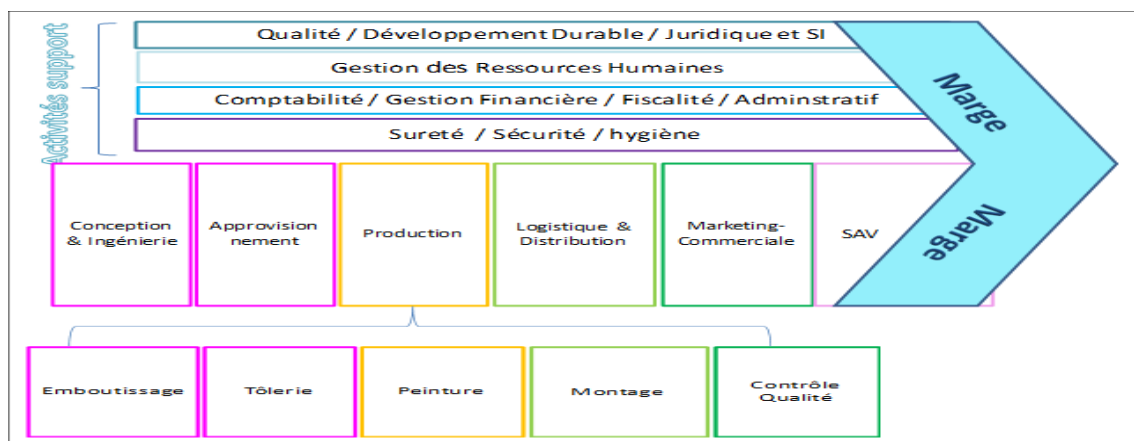 Activités support
Qualité / Développement Durable / Juridique et SI
Gestion des Ressources Humaines
Comptabilité / Gestion Financière / Fiscalité / Adminstratif
Sureté / Sécurité / hygiène
Marge
Marge
Conception
& Ingénierie
Approvision
nement
Production
Logistique &
Distribution
Marketing-
Commerciale
SAV
Emboutissage
Tôlerie
Peinture
Montage
Contrôle
Qualité